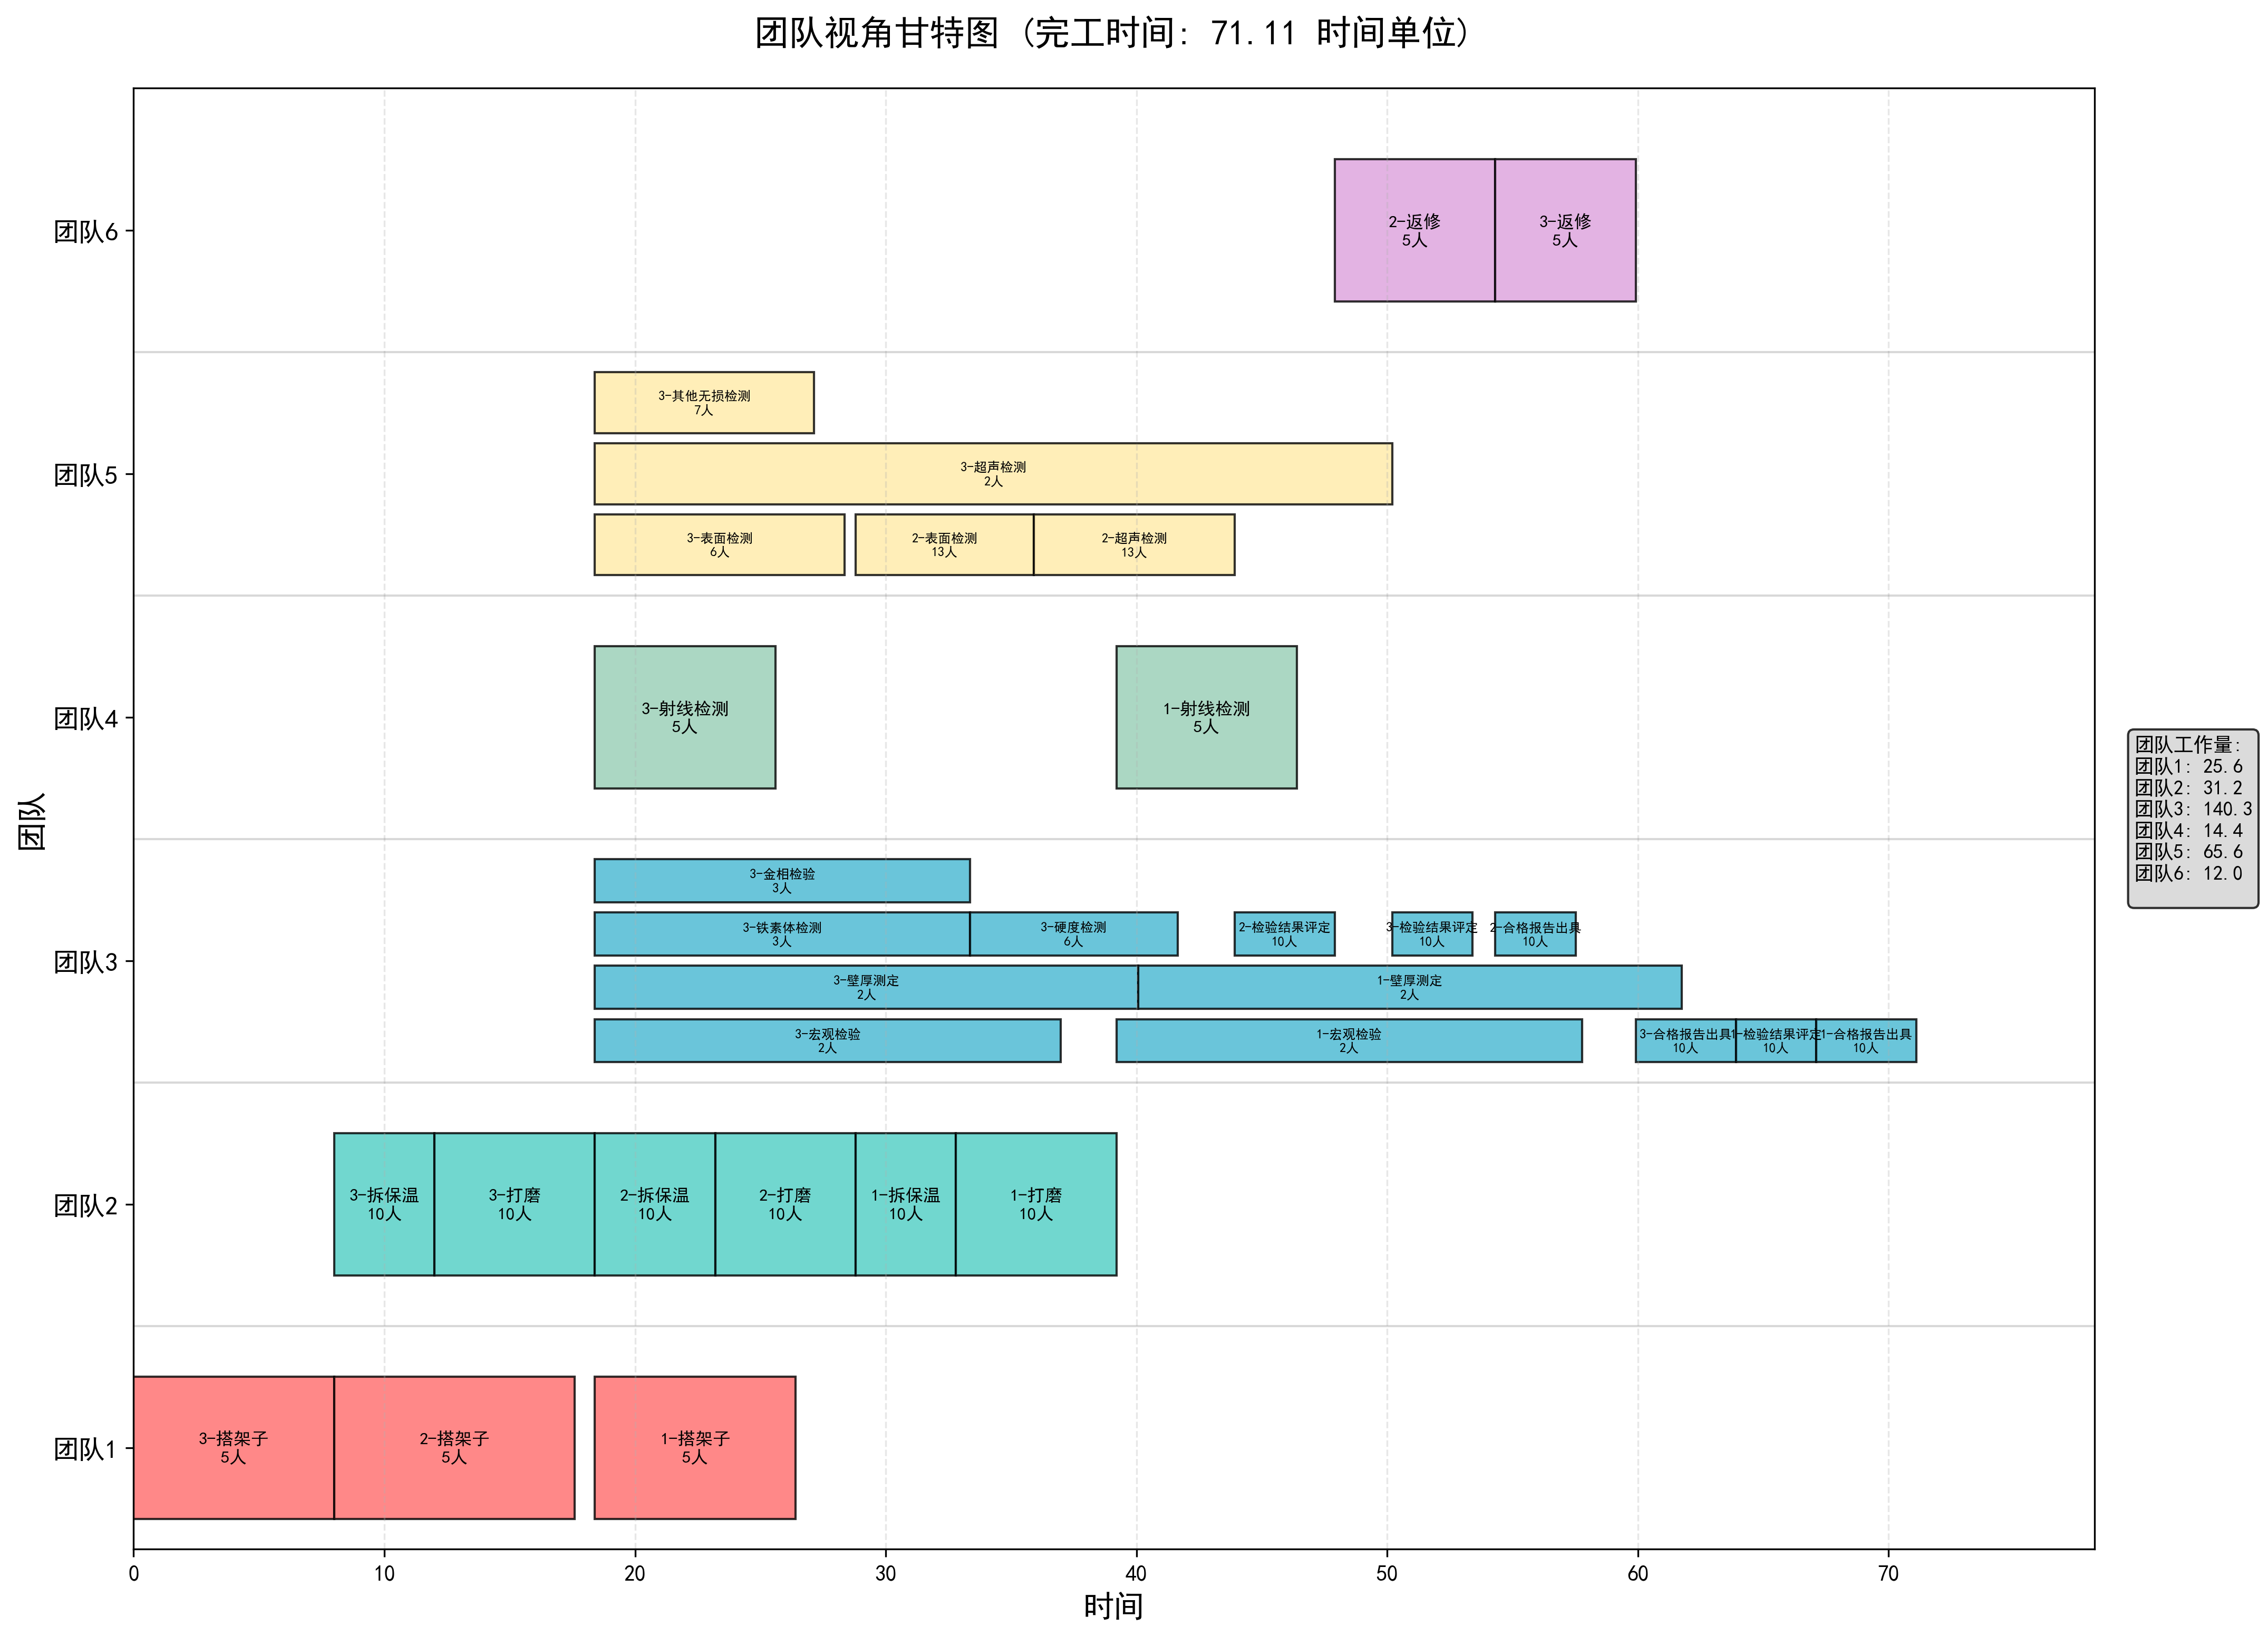 团队视角甘特图 (完工时间: 71.11 时间单位)
团队
团队6
2-返修
5人
3-返修
5人
团队5
3-其他无损检测
7人
3-超声检测
2人
3-表面检测
6人
2-表面检测
13人
2-超声检测
13人
团队4
3-射线检测
5人
1-射线检测
5人
团队3
3-金相检验
3人
3-铁素体检测
3人
3-硬度检测
6人
2-检验结果评定
10人
3-检验结果评定
10人
2-合格报告出具
10人
3-壁厚测定
2人
1-壁厚测定
2人
3-宏观检验
2人
1-宏观检验
2人
3-合格报告出具
10人
1-检验结果评定
10人
1-合格报告出具
10人
团队2
3-拆保温
10人
3-打磨
10人
2-拆保温
10人
2-打磨
10人
1-拆保温
10人
1-打磨
10人
团队1
3-搭架子
5人
2-搭架子
5人
1-搭架子
5人
0 10 20 30 40 50 60 70
时间
团队工作量:
团队1: 25.6
团队2: 31.2
团队3: 140.3
团队4: 14.4
团队5: 65.6
团队6: 12.0